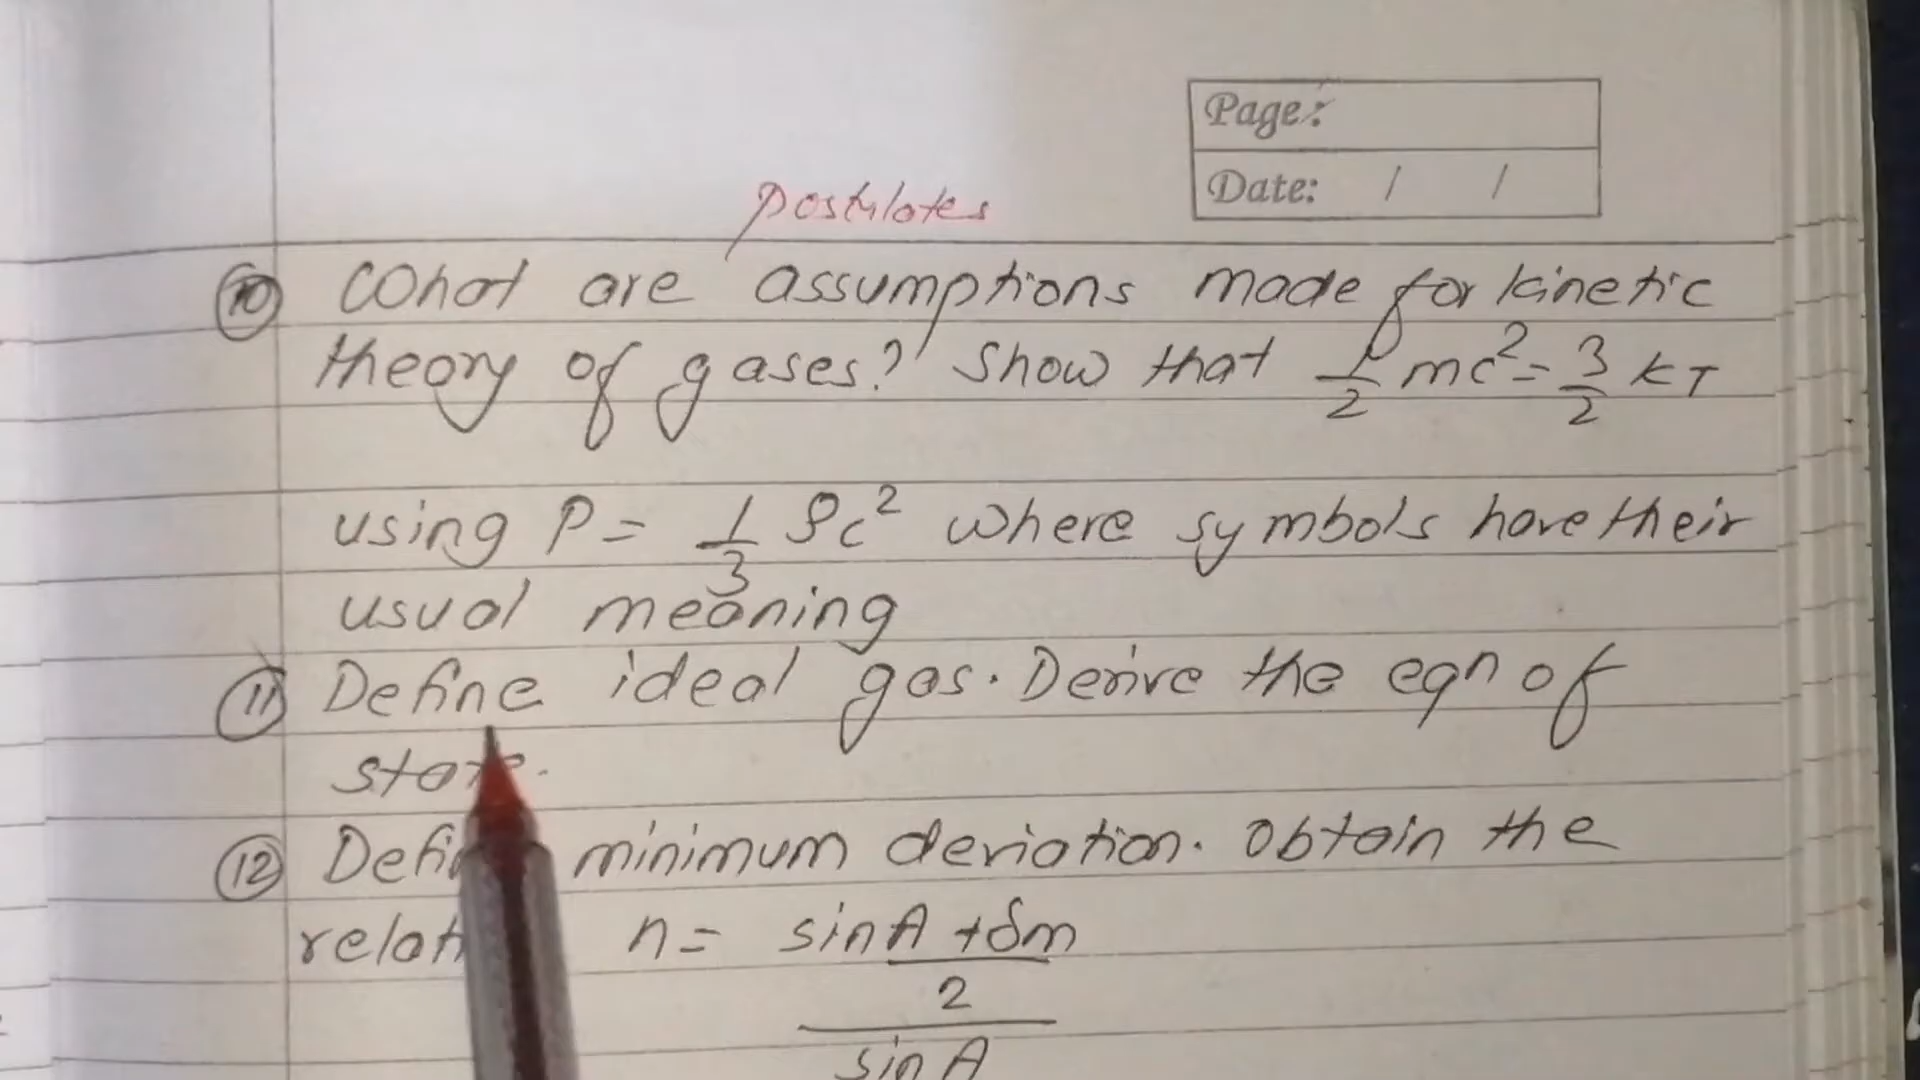 Page:
Date: / /
postulates
10 What are assumptions made for kinetic
theory of gases? Show that 1/2 mc² = 3/2 KT
using P = 1/3 ρc² where symbols have their
usual meaning
11 Define ideal gas. Derive the eqn of
state.
12 minimum deviation. Obtain the
n = sin A + δm
2
sin A